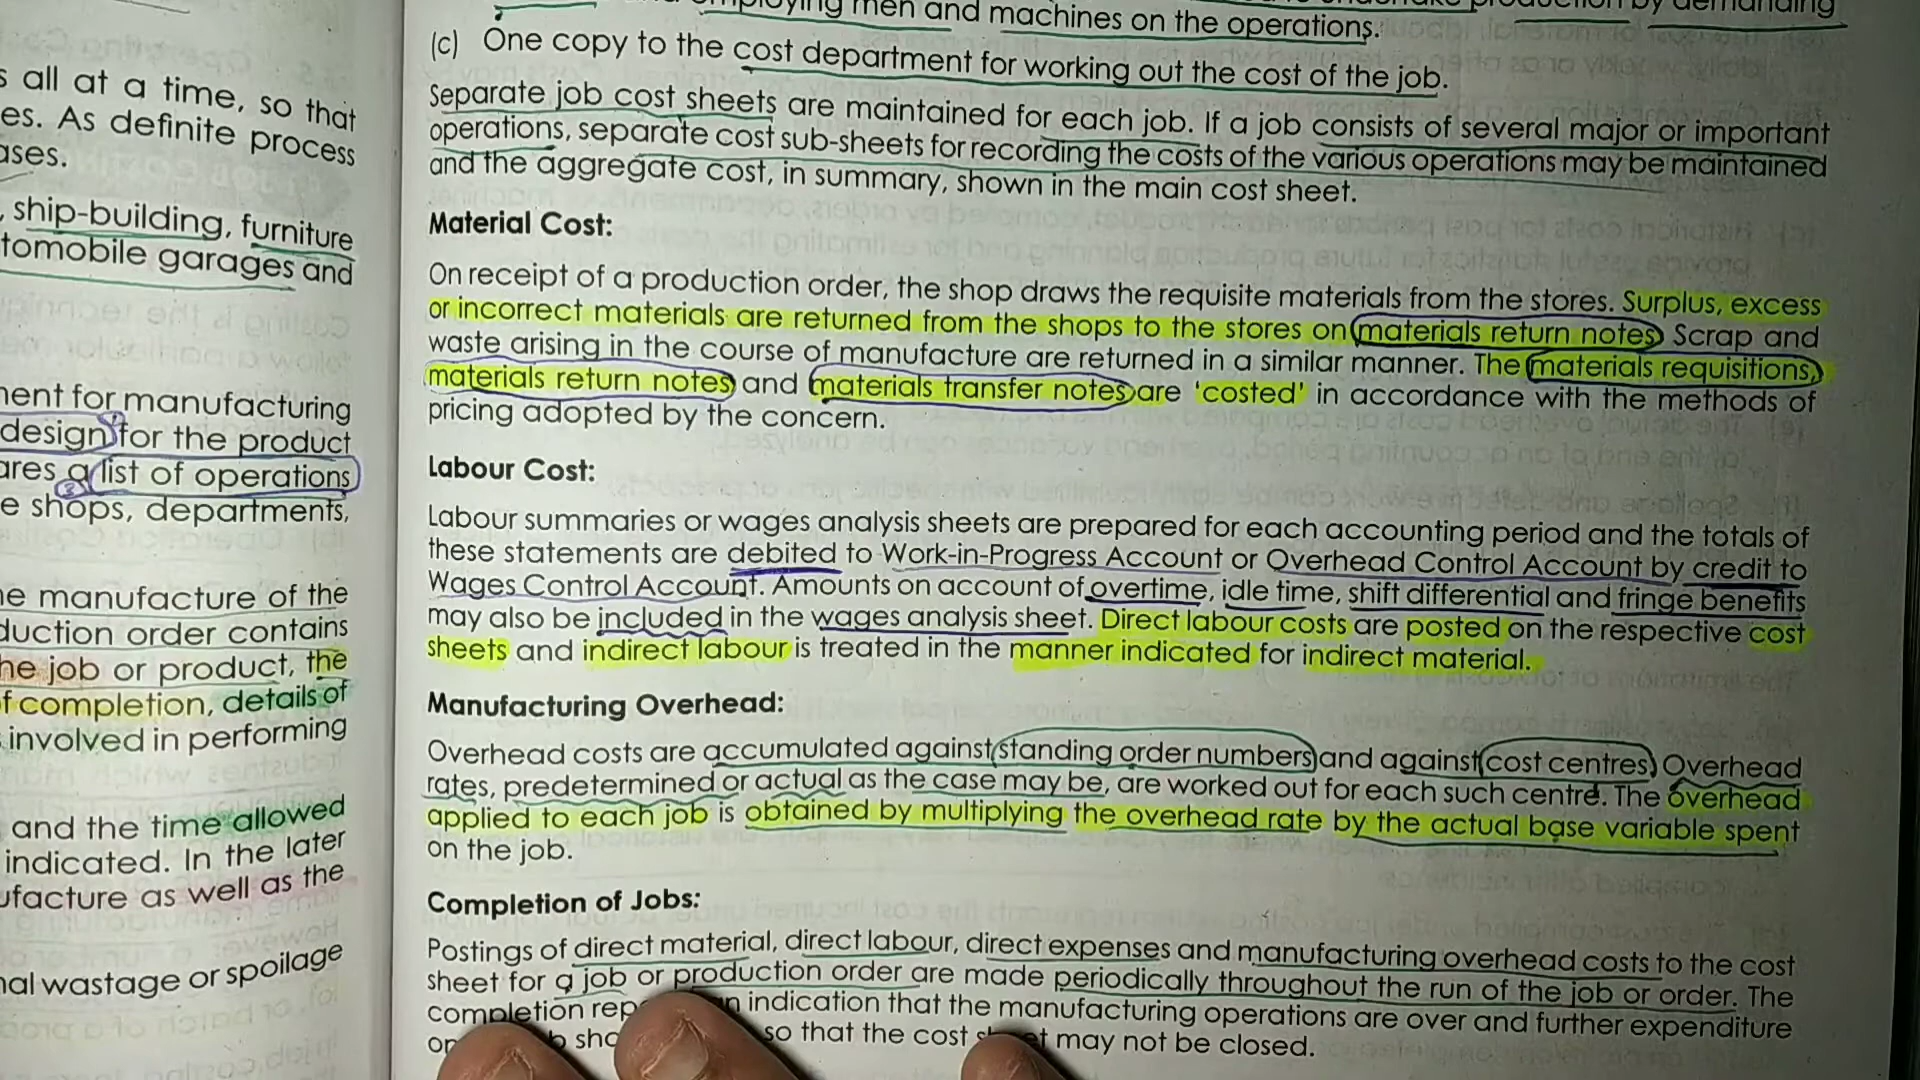 s all at a time, so that
es. As definite process
ases.
, ship-building, furniture
tomobile garages and
ment for manufacturing
design for the product
ares a list of operations
e shops, departments,
ne manufacture of the
duction order contains
he job or product, the
f completion, details of
involved in performing
and the time allowed
indicated. In the later
ufacture as well as the
nal wastage or spoilage
men and machines on the operations.
(c) One copy to the cost department for working out the cost of the job.
Separate job cost sheets are maintained for each job. If a job consists of several major or important
operations, separate cost sub-sheets for recording the costs of the various operations may be maintained
and the aggregate cost, in summary, shown in the main cost sheet.
Material Cost:
On receipt of a production order, the shop draws the requisite materials from the stores. Surplus, excess
or incorrect materials are returned from the shops to the stores on materials return notes. Scrap and
waste arising in the course of manufacture are returned in a similar manner. The materials requisitions,
materials return notes and materials transfer notes are ‘costed’ in accordance with the methods of
pricing adopted by the concern.
Labour Cost:
Labour summaries or wages analysis sheets are prepared for each accounting period and the totals of
these statements are debited to Work-in-Progress Account or Overhead Control Account by credit to
Wages Control Account. Amounts on account of overtime, idle time, shift differential and fringe benefits
may also be included in the wages analysis sheet. Direct labour costs are posted on the respective cost
sheets and indirect labour is treated in the manner indicated for indirect material.
Manufacturing Overhead:
Overhead costs are accumulated against standing order numbers and against cost centres. Overhead
rates, predetermined or actual as the case may be, are worked out for each such centre. The overhead
applied to each job is obtained by multiplying the overhead rate by the actual base variable spent
on the job.
Completion of Jobs:
Postings of direct material, direct labour, direct expenses and manufacturing overhead costs to the cost
sheet for a job or production order are made periodically throughout the run of the job or order. The
completion rep indication that the manufacturing operations are over and further expenditure
on sho so that the cost may not be closed.